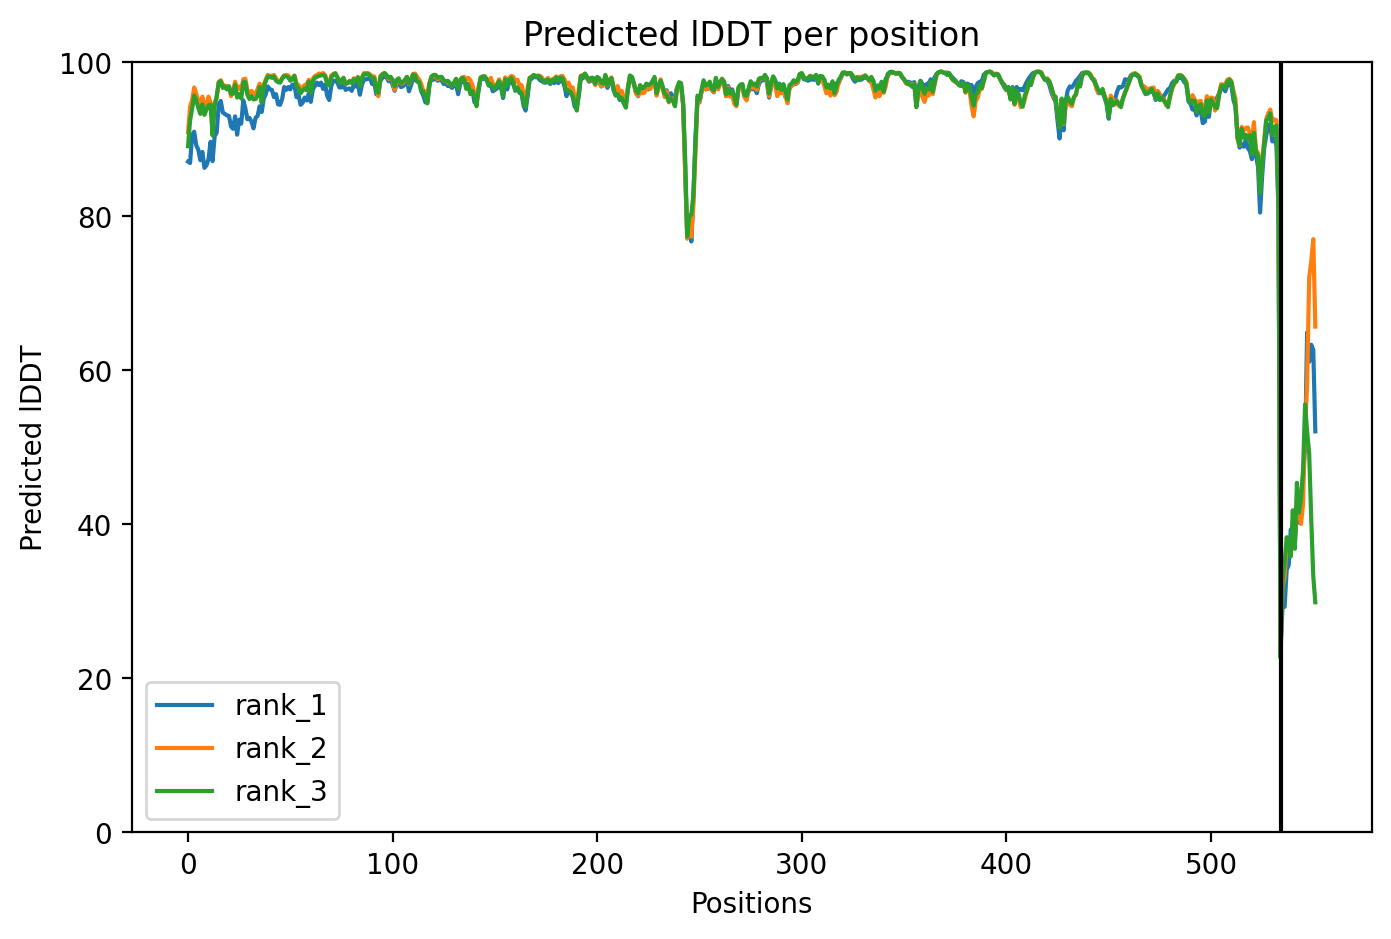 Predicted lDDT per position
100
80
60
40
20
0
Predicted lDDT
rank_1
rank_2
rank_3
0 100 200 300 400 500
Positions